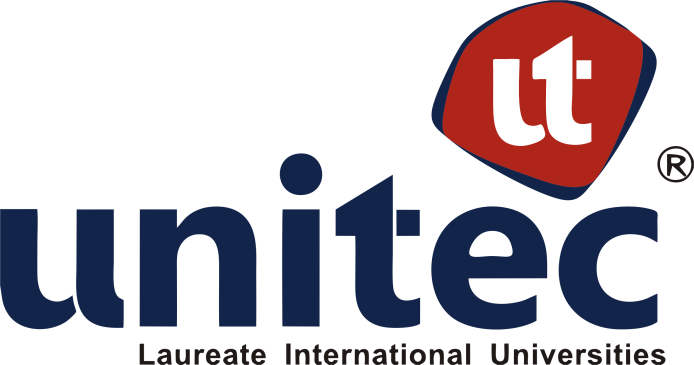 ut
®
unitec
Laureate International Universities